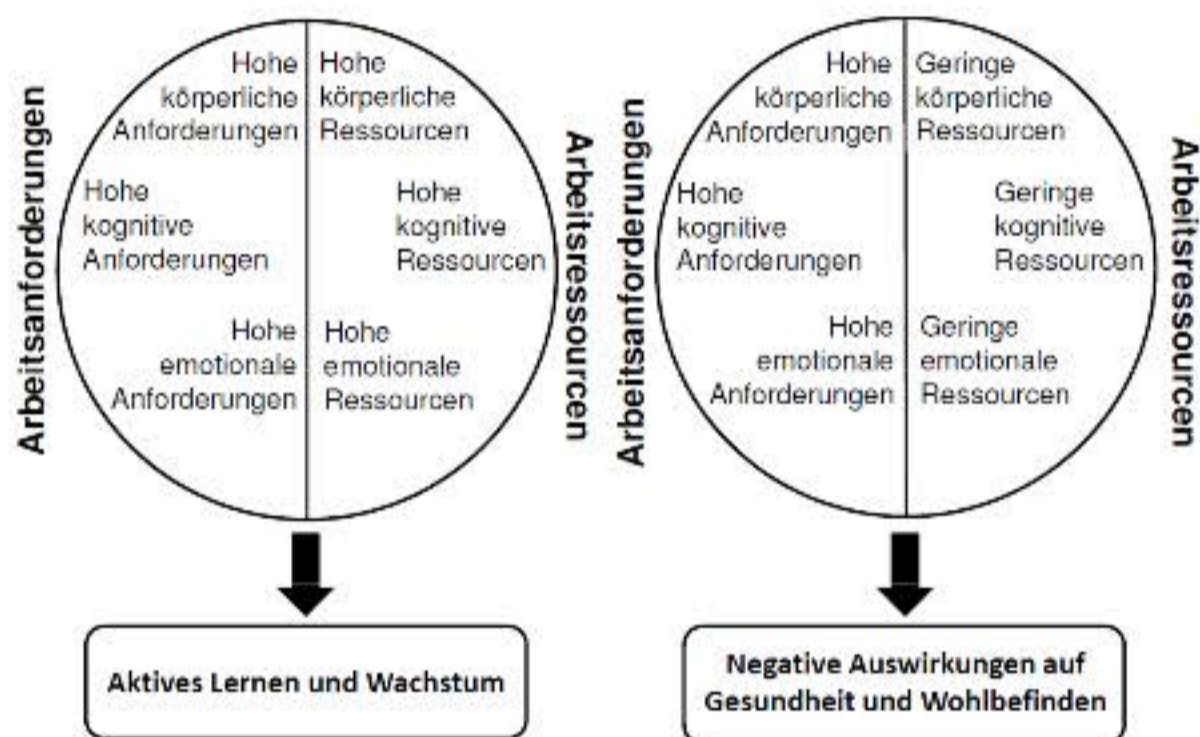 Arbeitsanforderungen
Hohe
körperliche
Anforderungen
Hohe
körperliche
Ressourcen
Hohe
kognitive
Anforderungen
Hohe
kognitive
Ressourcen
Hohe
emotionale
Anforderungen
Hohe
emotionale
Ressourcen
Arbeitsressourcen
Aktives Lernen und Wachstum
Arbeitsanforderungen
Hohe
körperliche
Anforderungen
Geringe
körperliche
Ressourcen
Hohe
kognitive
Anforderungen
Geringe
kognitive
Ressourcen
Hohe
emotionale
Anforderungen
Geringe
emotionale
Ressourcen
Arbeitsressourcen
Negative Auswirkungen auf
Gesundheit und Wohlbefinden